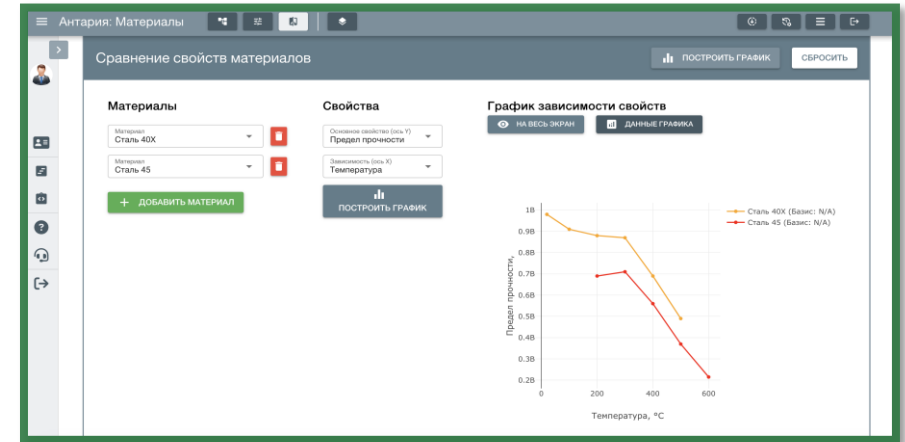 Антария: Материалы
Сравнение свойств материалов
ПОСТРОИТЬ ГРАФИК
СБРОСИТЬ
Материалы
Материал
Сталь 40Х
Материал
Сталь 45
+ ДОБАВИТЬ МАТЕРИАЛ
Свойства
Основное свойство (ось Y)
Предел прочности
Зависимость (ось X)
Температура
ПОСТРОИТЬ ГРАФИК
График зависимости свойств
НА ВЕСЬ ЭКРАН
ДАННЫЕ ГРАФИКА
Предел прочности,
1B
0.9B
0.8B
0.7B
0.6B
0.5B
0.4B
0.3B
0.2B
0
200
400
600
Температура, °C
Сталь 40Х (Базис: N/A)
Сталь 45 (Базис: N/A)